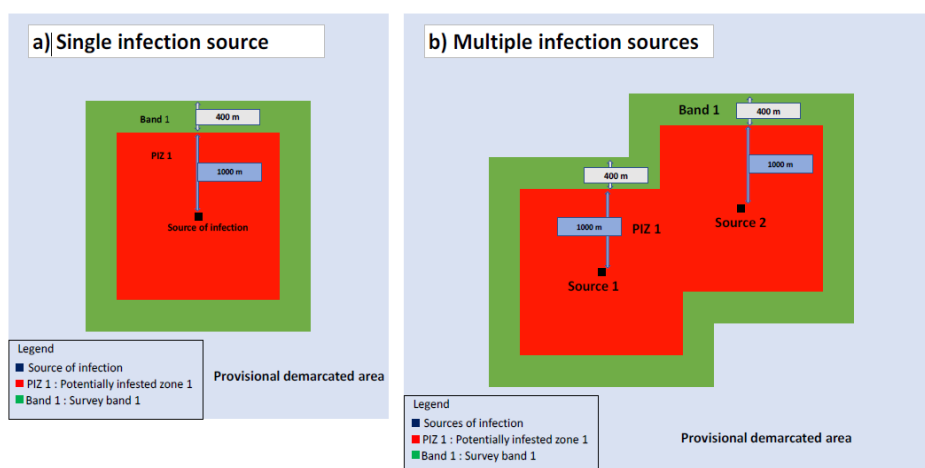 a) Single infection source
Band 1
400 m
PIZ 1
1000 m
Source of infection
Legend
Source of infection
PIZ 1 : Potentially infested zone 1
Band 1 : Survey band 1
Provisional demarcated area
b) Multiple infection sources
Band 1
400 m
1000 m
400 m
1000 m
PIZ 1
Source 2
Source 1
Legend
Sources of infection
PIZ 1 : Potentially infested zone 1
Band 1 : Survey band 1
Provisional demarcated area